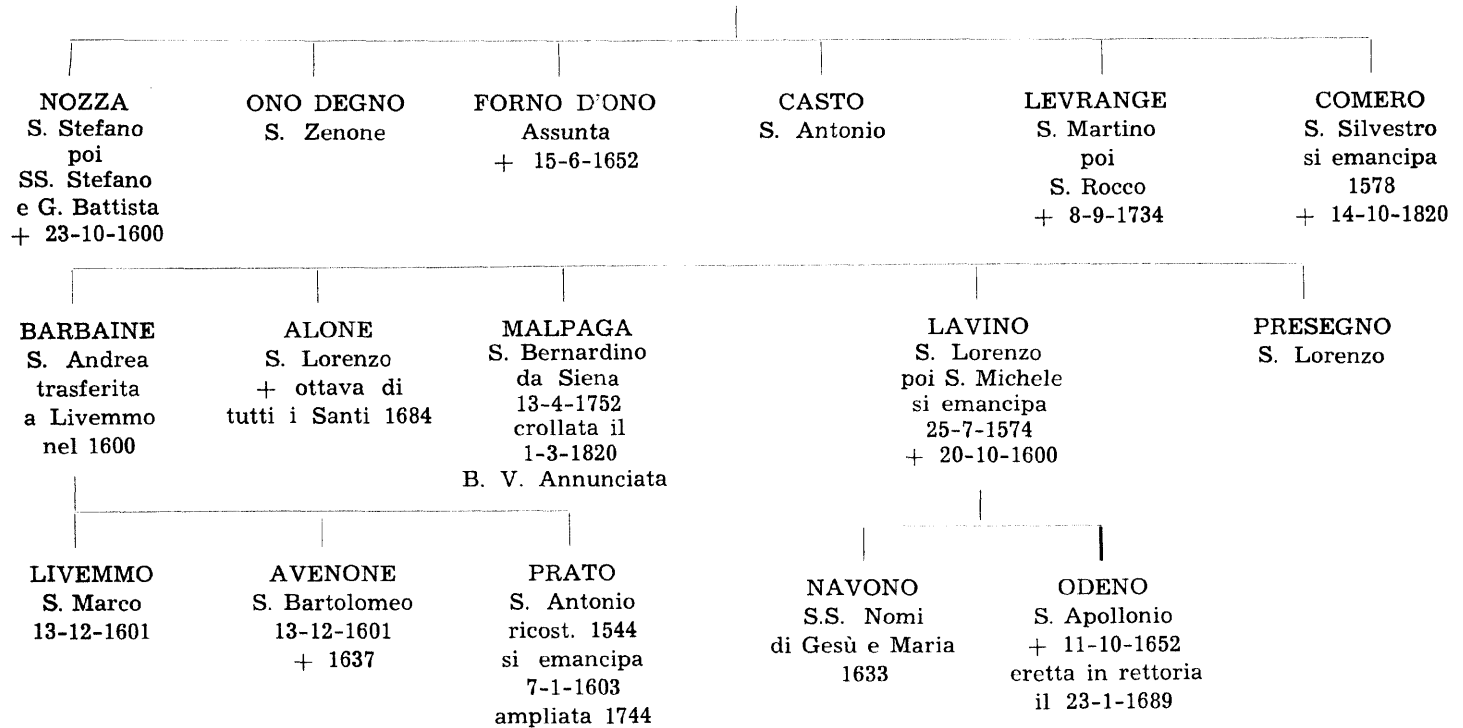 NOZZA
S. Stefano
poi
SS. Stefano
e G. Battista
+ 23-10-1600
ONO DEGNO
S. Zenone
FORNO D'ONO
Assunta
+ 15-6-1652
CASTO
S. Antonio
LEVRANGE
S. Martino
poi
S. Rocco
+ 8-9-1734
COMERO
S. Silvestro
si emancipa
1578
+ 14-10-1820
BARBAINE
S. Andrea
trasferita
a Livemmo
nel 1600
ALONE
S. Lorenzo
+ ottava di
tutti i Santi 1684
MALPAGA
S. Bernardino
da Siena
13-4-1752
crollata il
1-3-1820
B. V. Annunciata
LAVINO
S. Lorenzo
poi S. Michele
si emancipa
25-7-1574
+ 20-10-1600
PRESEGNO
S. Lorenzo
LIVEMMO
S. Marco
13-12-1601
AVENONE
S. Bartolomeo
13-12-1601
+ 1637
PRATO
S. Antonio
ricost. 1544
si emancipa
7-1-1603
ampliata 1744
NAVONO
S.S. Nomi
di Gesù e Maria
1633
ODENO
S. Apollonio
+ 11-10-1652
eretta in rettoria
il 23-1-1689